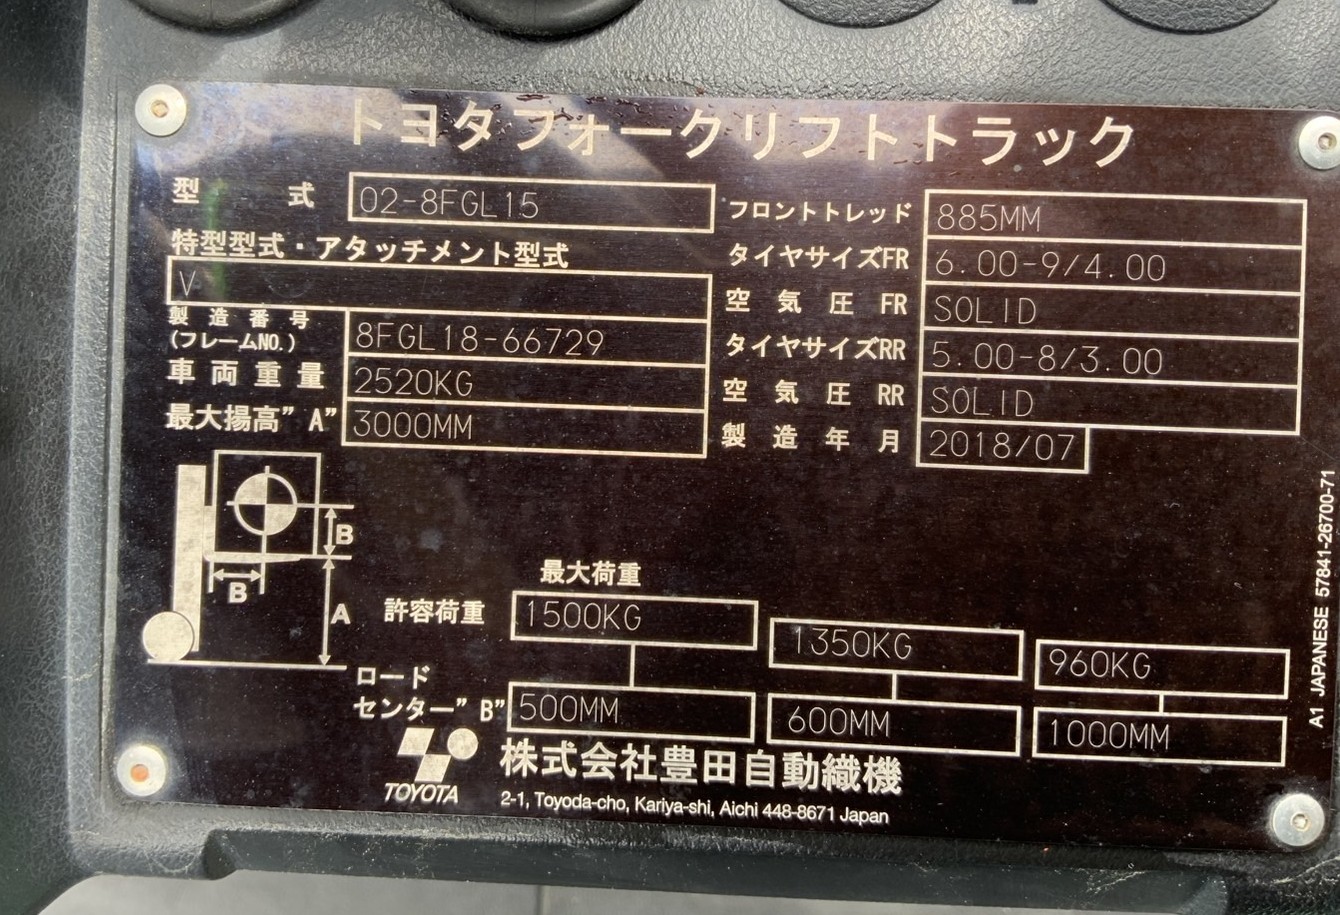 トヨタフォークリフトトラック
型式 02-8FGL15
特型型式・アタッチメント型式
V
製造番号
(フレームNO.) 8FGL18-66729
車両重量 2520KG
最大揚高"A" 3000MM
フロントトレッド 885MM
タイヤサイズFR 6.00-9/4.00
空気圧FR SOLID
タイヤサイズRR 5.00-8/3.00
空気圧RR SOLID
製造年月 2018/07
B
B
A
最大荷重
許容荷重 1500KG 1350KG 960KG
ロード
センター"B" 500MM 600MM 1000MM
TOYOTA
株式会社豊田自動織機
2-1, Toyoda-cho, Kariya-shi, Aichi 448-8671 Japan
A1 JAPANESE 57841-26700-71